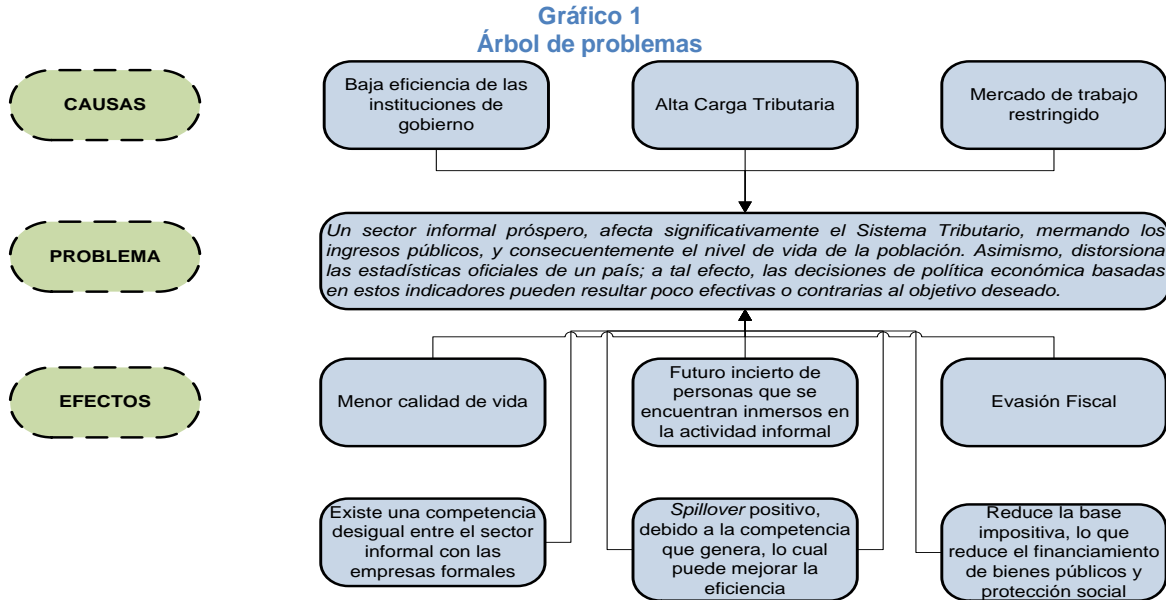 Gráfico 1
Árbol de problemas
CAUSAS
Baja eficiencia de las
instituciones de
gobierno
Alta Carga Tributaria
Mercado de trabajo
restringido
PROBLEMA
Un sector informal próspero, afecta significativamente el Sistema Tributario, mermando los
ingresos públicos, y consecuentemente el nivel de vida de la población. Asimismo, distorsiona
las estadísticas oficiales de un país; a tal efecto, las decisiones de política económica basadas
en estos indicadores pueden resultar poco efectivas o contrarias al objetivo deseado.
EFECTOS
Menor calidad de vida
Futuro incierto de
personas que se
encuentran inmersos en
la actividad informal
Evasión Fiscal
Existe una competencia
desigual entre el sector
informal con las
empresas formales
Spillover positivo,
debido a la competencia
que genera, lo cual
puede mejorar la
eficiencia
Reduce la base
impositiva, lo que
reduce el financiamiento
de bienes públicos y
protección social